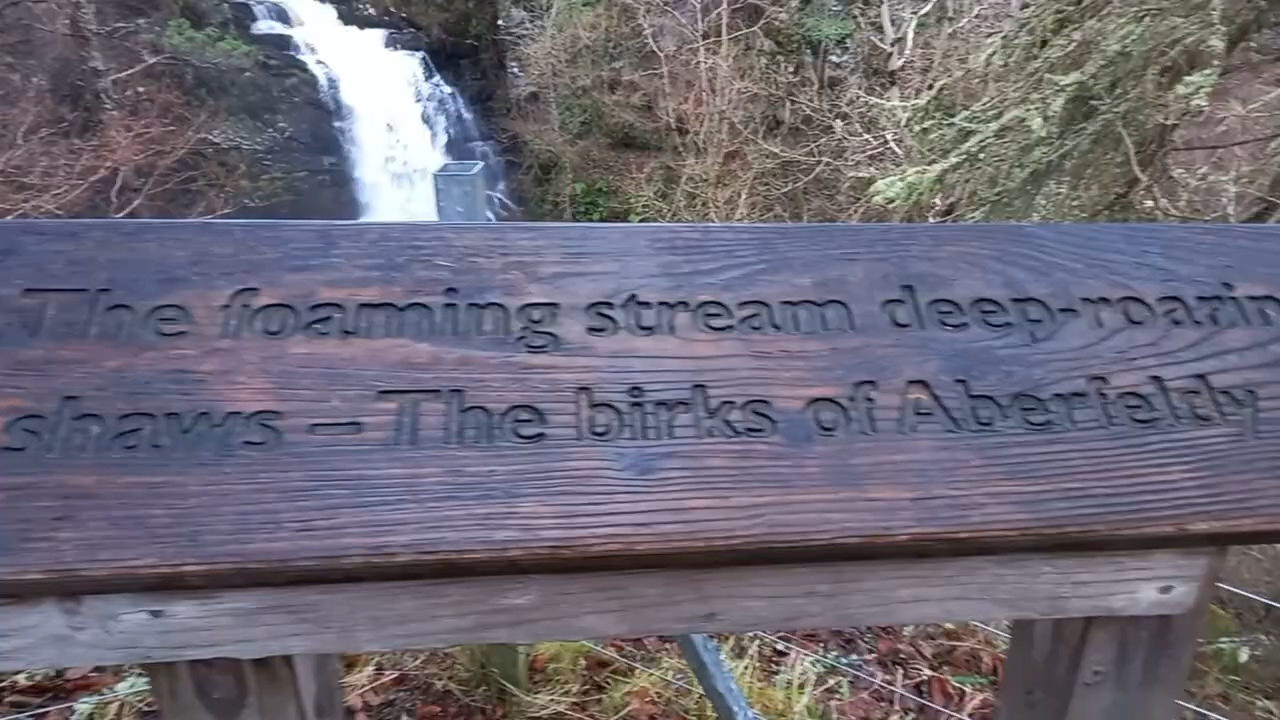 The foaming stream deep-roarin
shaws – The birks of Aberfeldy